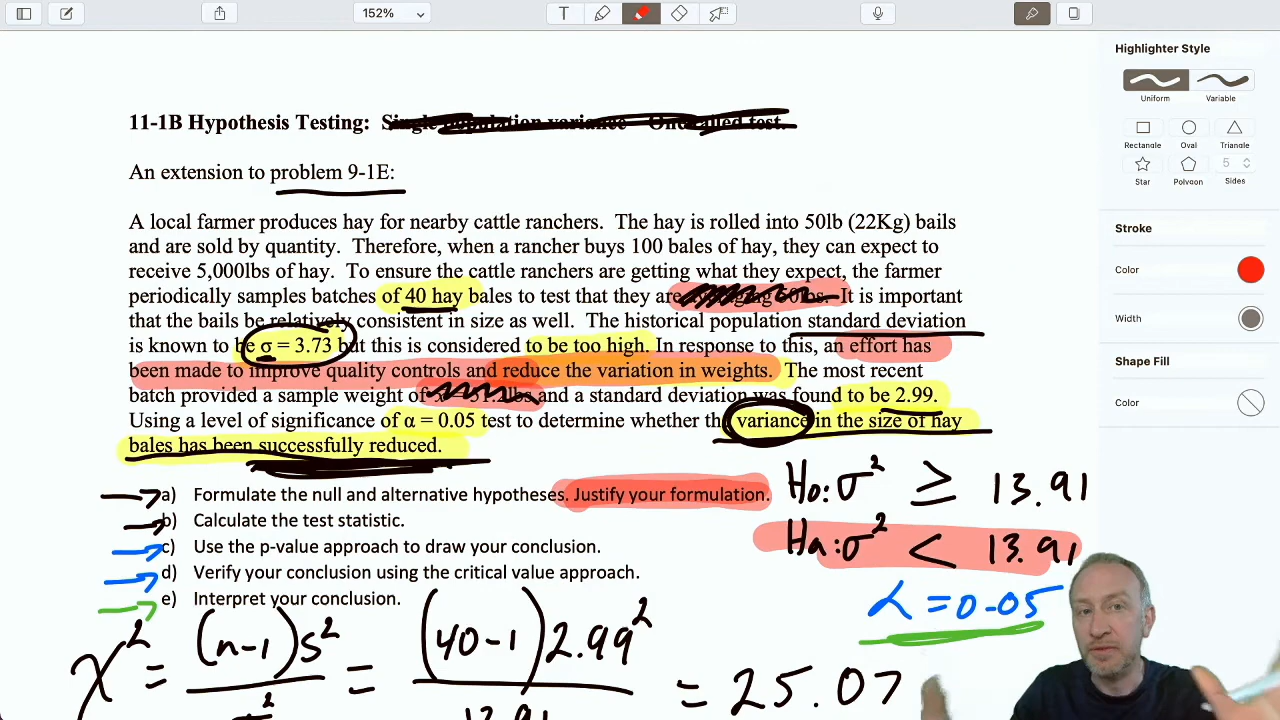 152%
T
Highlighter Style
Uniform Variable
Rectangle Oval Triangle
5
Star Polygon Sides
Stroke
Color
Width
Shape Fill
Color
11-1B Hypothesis Testing: Single population variance – One tailed test.
An extension to problem 9-1E:
A local farmer produces hay for nearby cattle ranchers. The hay is rolled into 50lb (22Kg) bails
and are sold by quantity. Therefore, when a rancher buys 100 bales of hay, they can expect to
receive 5,000lbs of hay. To ensure the cattle ranchers are getting what they expect, the farmer
periodically samples batches of 40 hay bales to test that they are It is important
that the bails be relatively consistent in size as well. The historical population standard deviation
is known to be σ = 3.73 but this is considered to be too high. In response to this, an effort has
been made to improve quality controls and reduce the variation in weights. The most recent
batch provided a sample weight of and a standard deviation was found to be 2.99.
Using a level of significance of α = 0.05 test to determine whether the variance in the size of hay
bales has been successfully reduced.
a) Formulate the null and alternative hypotheses. Justify your formulation.
b) Calculate the test statistic.
c) Use the p-value approach to draw your conclusion.
d) Verify your conclusion using the critical value approach.
e) Interpret your conclusion.
Ho: σ² ≥ 13.91
Ha: σ² < 13.91
α = 0.05
χ² = (n-1)s² / σ² = (40-1)2.99² / 13.91 = 25.07